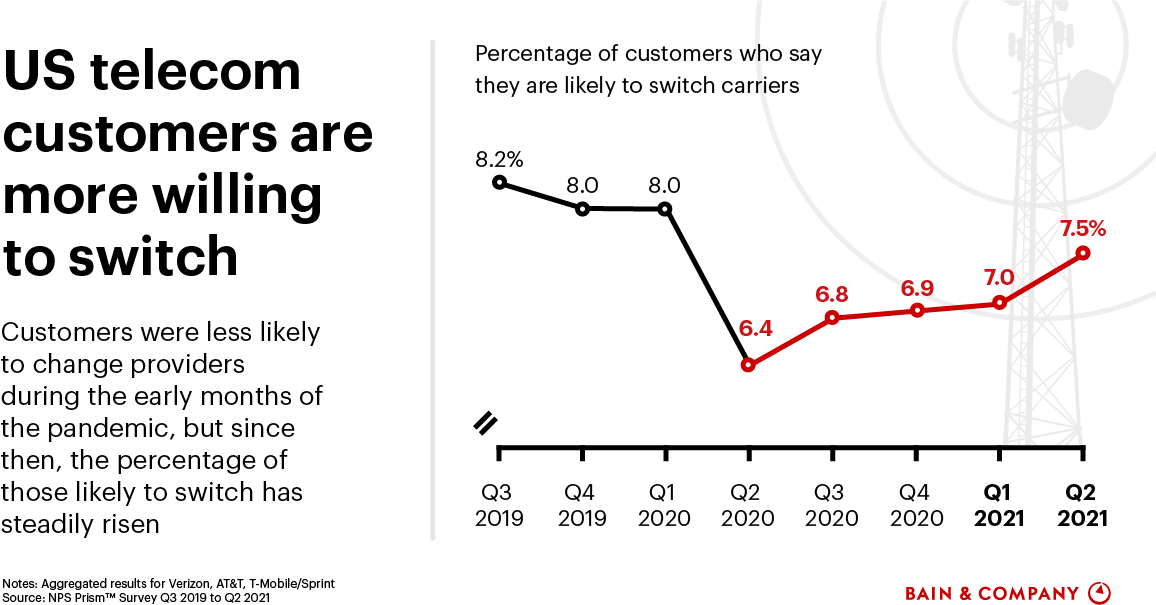 US telecom
customers are
more willing
to switch
Customers were less likely
to change providers
during the early months of
the pandemic, but since
then, the percentage of
those likely to switch has
steadily risen
Percentage of customers who say
they are likely to switch carriers
8.2%
8.0
8.0
6.4
6.8
6.9
7.0
7.5%
Q3 Q4 Q1 Q2 Q3 Q4 Q1 Q2
2019 2019 2020 2020 2020 2020 2021 2021
Notes: Aggregated results for Verizon, AT&T, T-Mobile/Sprint
Source: NPS Prism™ Survey Q3 2019 to Q2 2021
BAIN & COMPANY